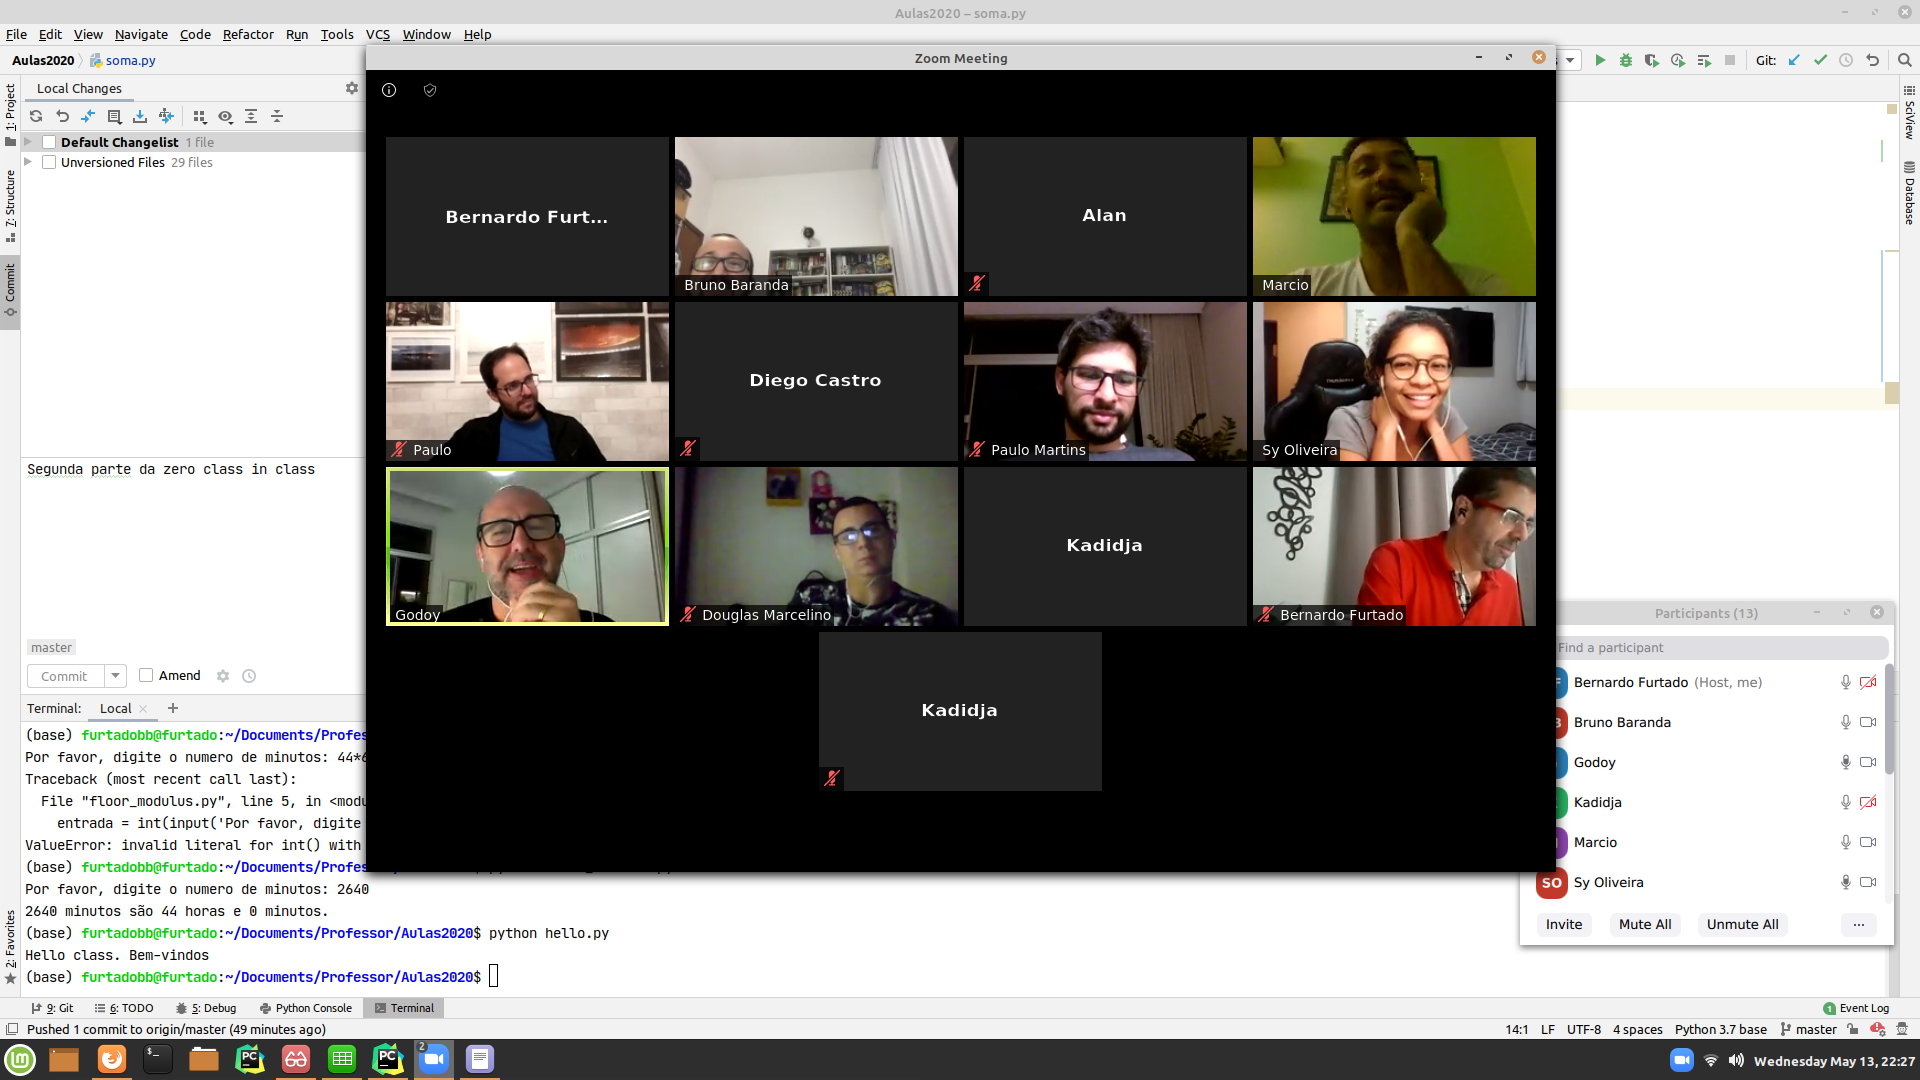 Aulas2020 – soma.py
File Edit View Navigate Code Refactor Run Tools VCS Window Help
Aulas2020 soma.py
Git:
Zoom Meeting
1: Project
7: Structure
Commit
2: Favorites
SciView
Database
Local Changes
Default Changelist 1 file
Unversioned Files 29 files
Segunda parte da zero class in class
master
Commit Amend
Bernardo Furt...
Bruno Baranda
Alan
Marcio
Paulo
Diego Castro
Paulo Martins
Sy Oliveira
Godoy
Douglas Marcelino
Kadidja
Bernardo Furtado
Kadidja
Participants (13)
Find a participant
Bernardo Furtado (Host, me)
Bruno Baranda
Godoy
Kadidja
Marcio
SO Sy Oliveira
Invite Mute All Unmute All ...
Terminal: Local
(base) furtadobb@furtado:~/Documents/Profes
Por favor, digite o numero de minutos: 44*
Traceback (most recent call last):
File "floor_modulus.py", line 5, in <modu
entrada = int(input('Por favor, digite
ValueError: invalid literal for int() with
(base) furtadobb@furtado:~/Documents/Profes
Por favor, digite o numero de minutos: 2640
2640 minutos são 44 horas e 0 minutos.
(base) furtadobb@furtado:~/Documents/Professor/Aulas2020$ python hello.py
Hello class. Bem-vindos
(base) furtadobb@furtado:~/Documents/Professor/Aulas2020$
9: Git 6: TODO 5: Debug Python Console Terminal 1 Event Log
Pushed 1 commit to origin/master (49 minutes ago) 14:1 LF UTF-8 4 spaces Python 3.7 base master
PC PC 2 Wednesday May 13, 22:27